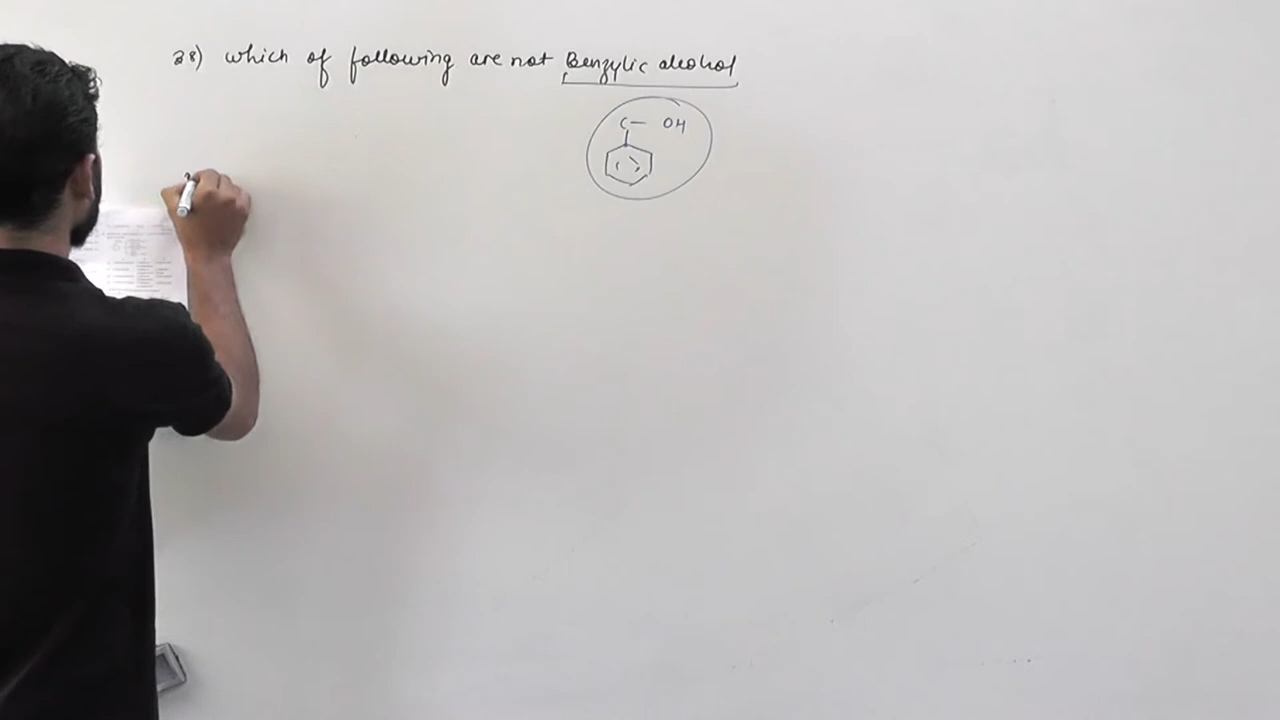 28) which of following are not Benzylic alcohol
C— OH